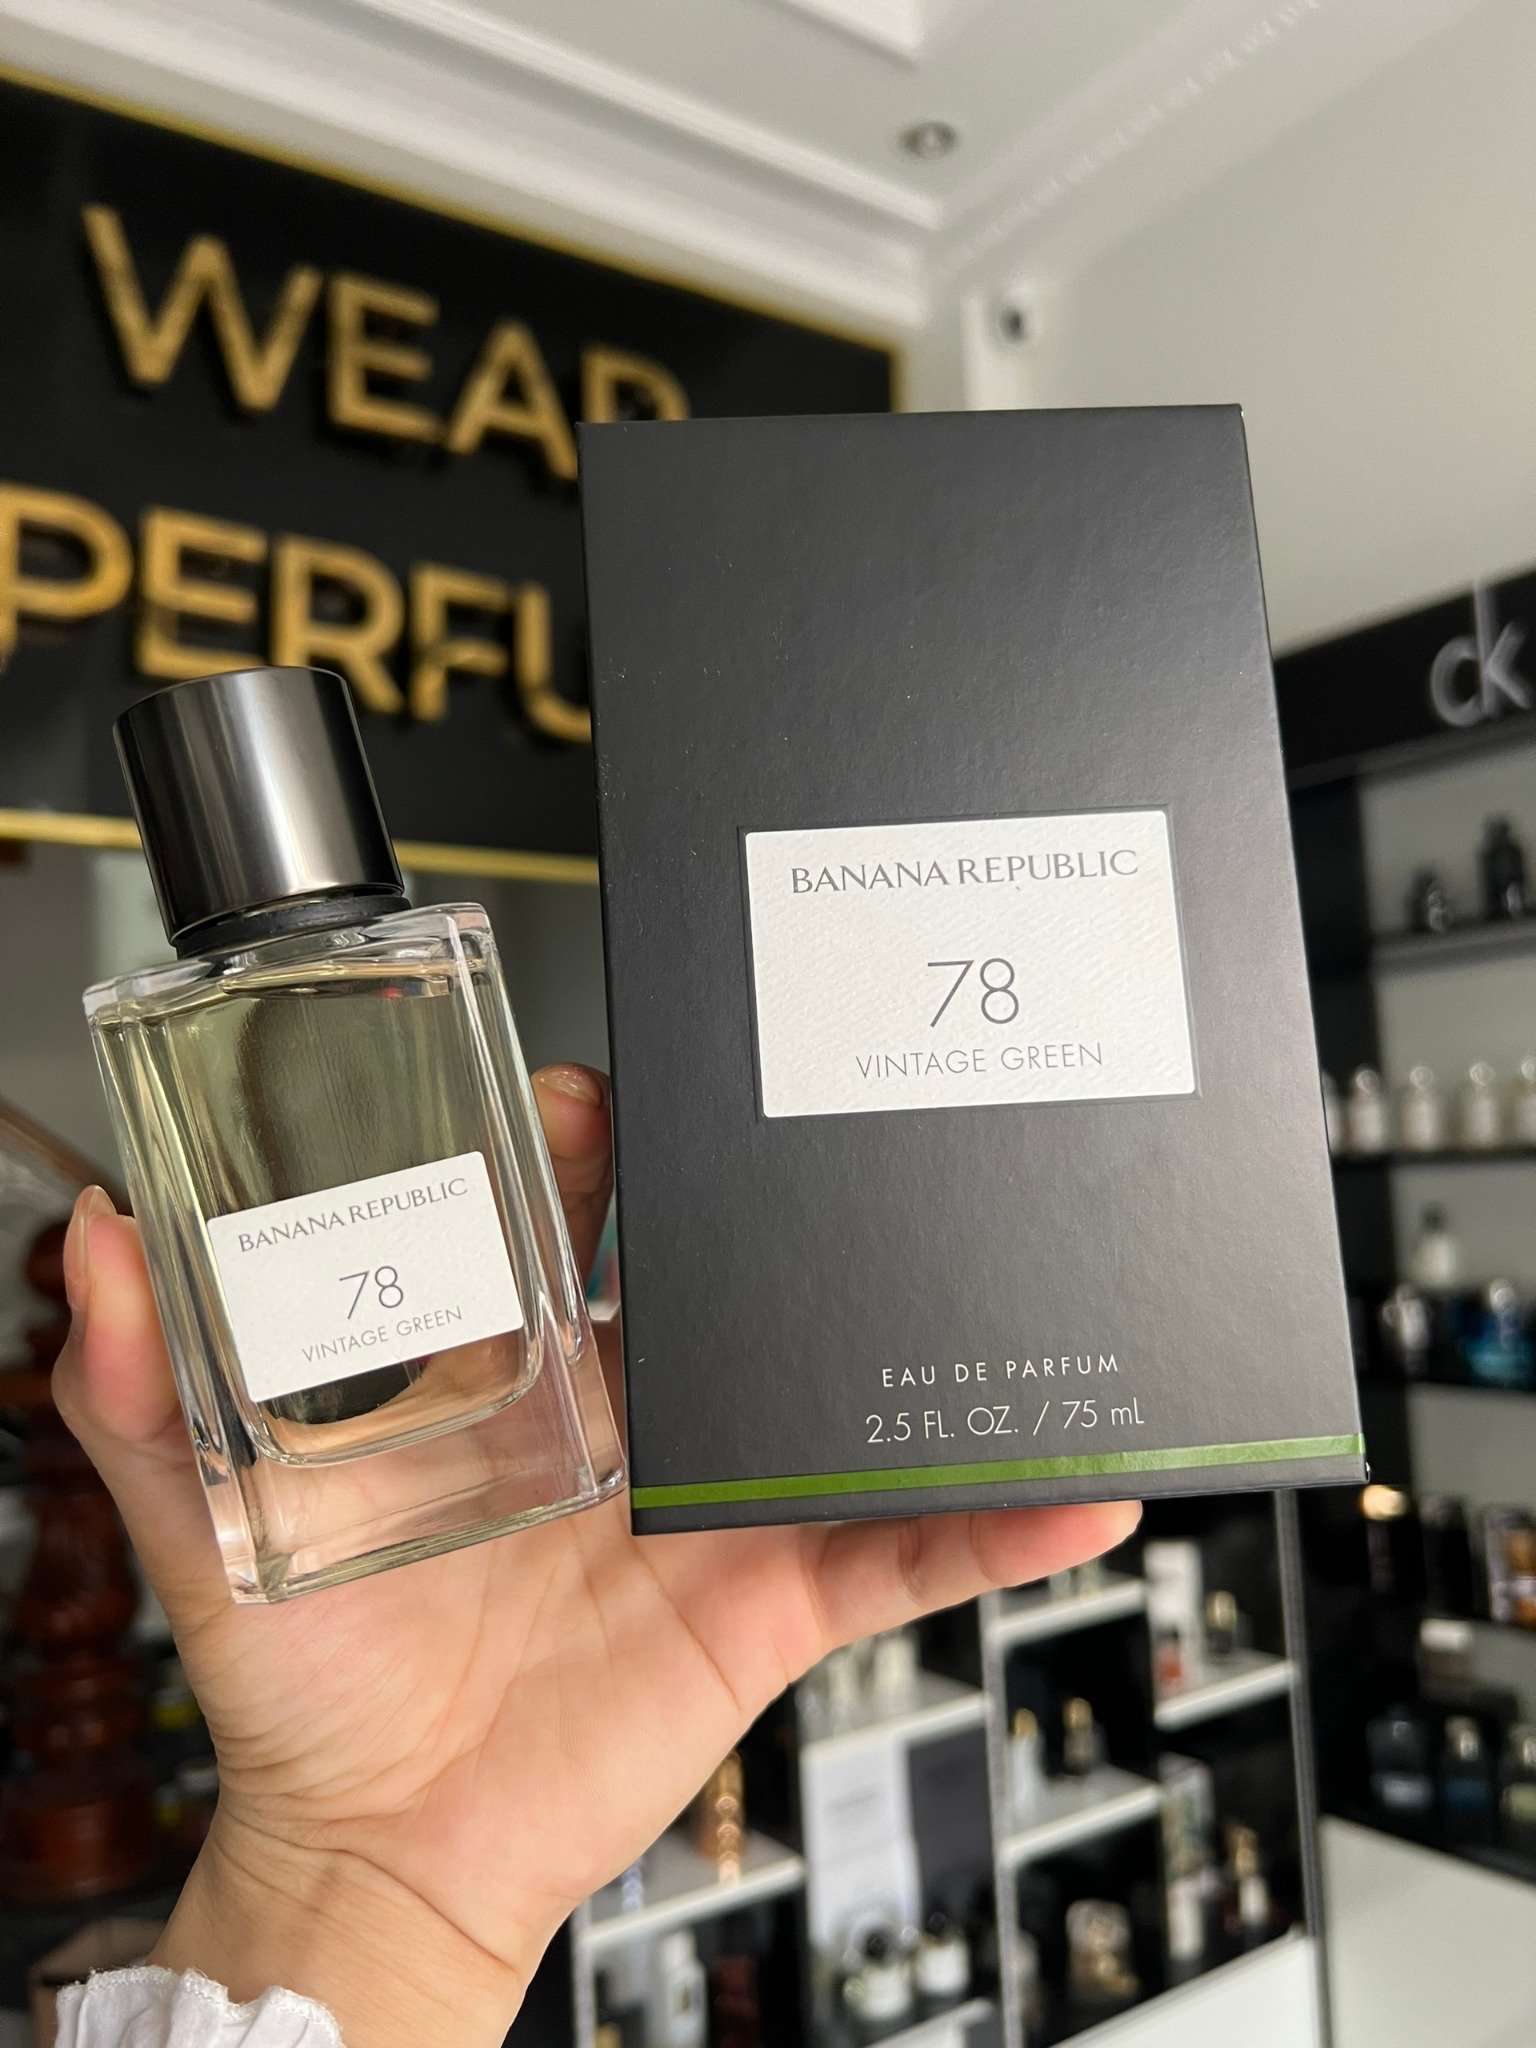 WEAR
PERFU
ck
BANANA REPUBLIC
78
VINTAGE GREEN
EAU DE PARFUM
2.5 FL. OZ. / 75 mL
BANANA REPUBLIC
78
VINTAGE GREEN